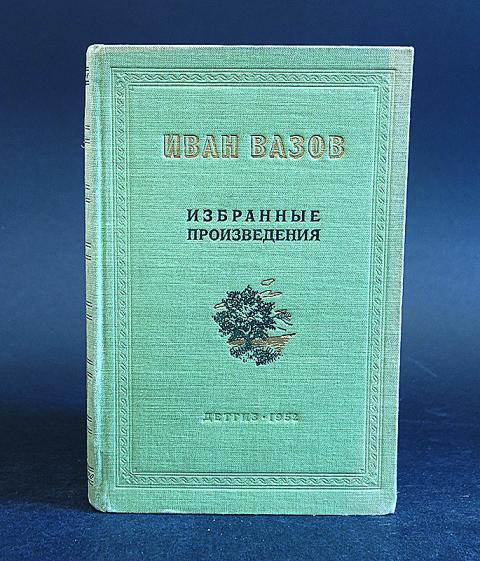 ИВАН ВАЗОВ
ИЗБРАННЫЕ
ПРОИЗВЕДЕНИЯ
ДЕТГИЗ · 1952